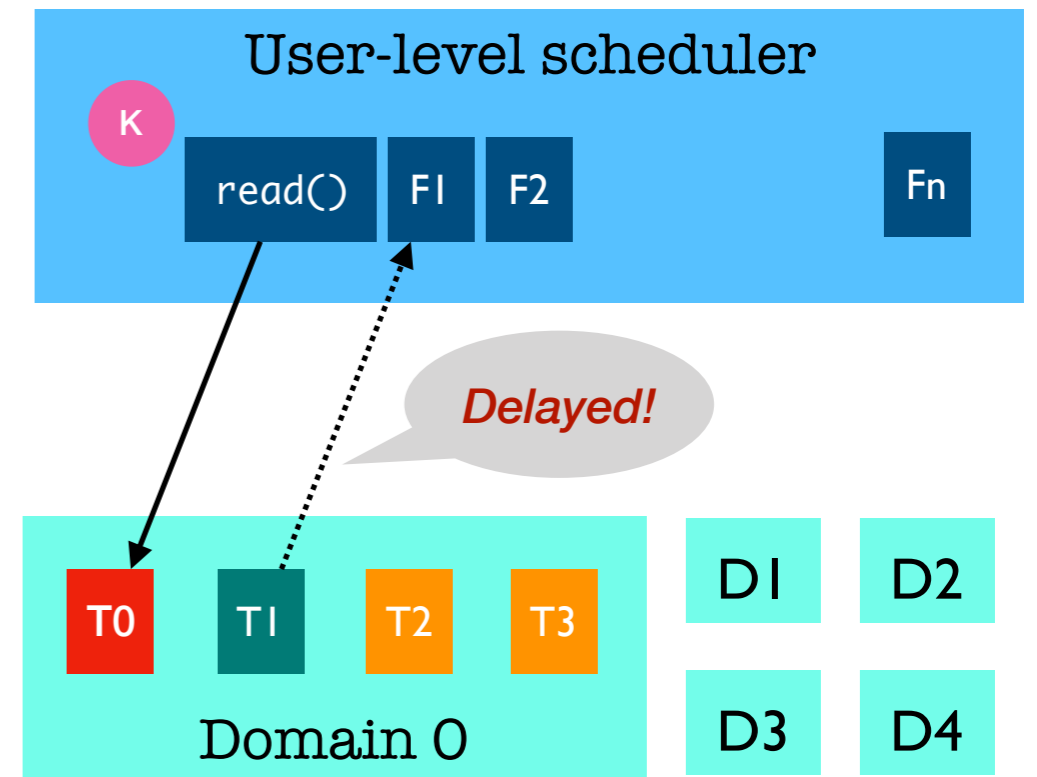 User-level scheduler
K
read() F1 F2 Fn
Delayed!
T0 T1 T2 T3
D1 D2
Domain 0
D3 D4